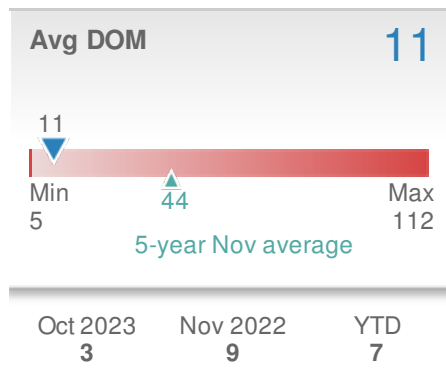 Avg DOM 11
11
Min Max
44
5 112
5-year Nov average
Oct 2023 Nov 2022 YTD
3 9 7